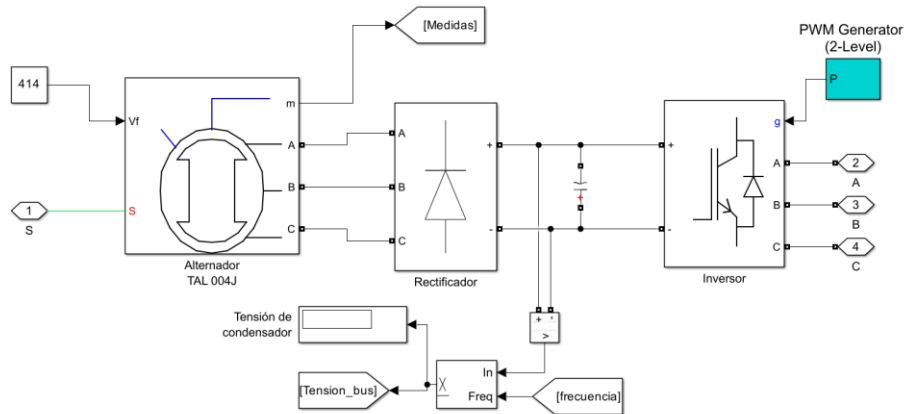 [Medidas]
PWM Generator
(2-Level)
414
Vf
m
A
B
C
S
1
S
Alternador
TAL 004J
A
B
C
+
-
Rectificador
+
+
-
g
A
B
C
Inversor
P
2
A
3
B
4
C
+
-
v
Tensión de
condensador
[Tension_bus]
In
Freq
[frecuencia]